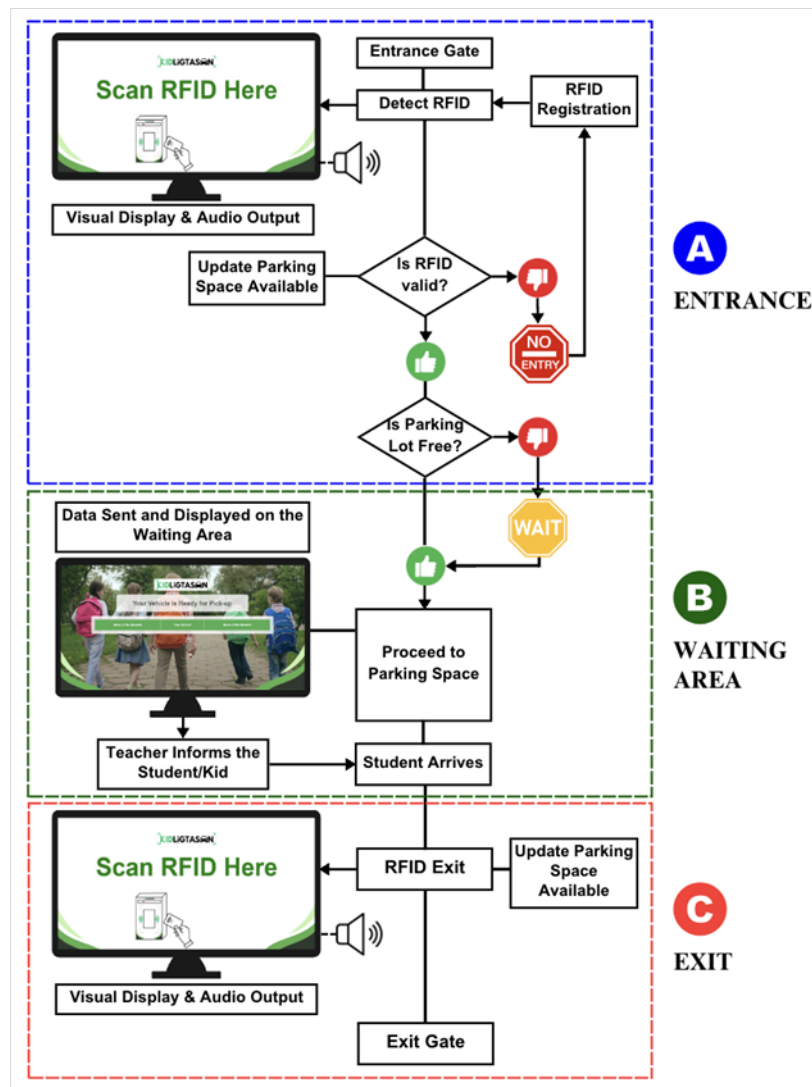 KIDLIGTASAN
Scan RFID Here
Visual Display & Audio Output
Entrance Gate
Detect RFID
RFID
Registration
Update Parking
Space Available
Is RFID
valid?
NO
ENTRY
Is Parking
Lot Free?
A
ENTRANCE
Data Sent and Displayed on the
Waiting Area
KIDLIGTASAN
Your Vehicle is Ready for Pick-up
WAIT
Proceed to
Parking Space
Teacher Informs the
Student/Kid
Student Arrives
B
WAITING
AREA
KIDLIGTASAN
Scan RFID Here
Visual Display & Audio Output
RFID Exit
Update Parking
Space
Available
Exit Gate
C
EXIT